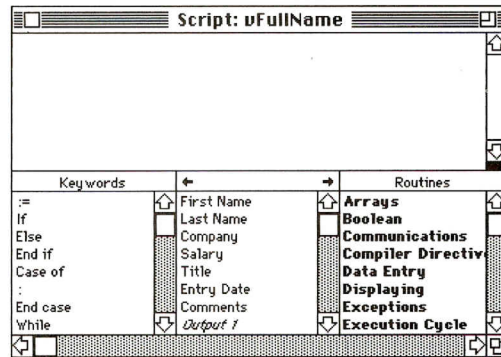 Script: vFullName
Keywords
Routines
:=
If
Else
End if
Case of
:
End case
While
First Name
Last Name
Company
Salary
Title
Entry Date
Comments
Output 1
Arrays
Boolean
Communications
Compiler Directiv
Data Entry
Displaying
Exceptions
Execution Cycle